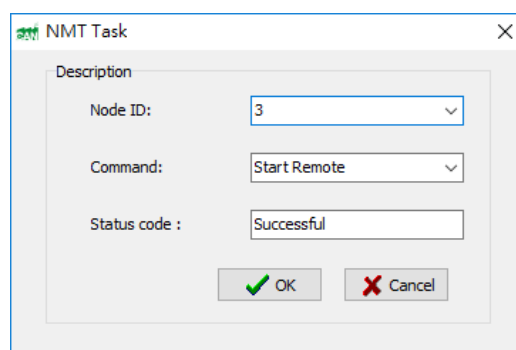 NMT Task
Description
Node ID: 3
Command: Start Remote
Status code : Successful
OK Cancel